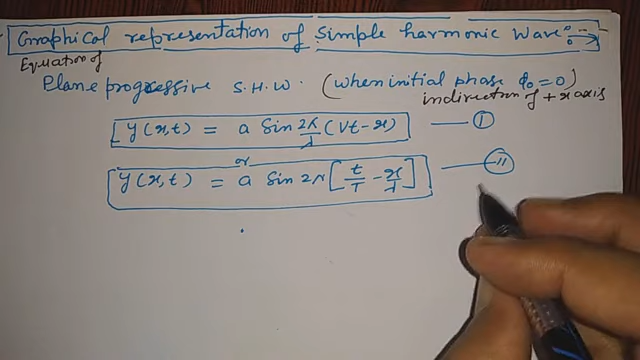 Graphical representation of Simple harmonic Wave :-
Equation of
Plane progressive S.H.W. (When initial phase φ₀ = 0)
in direction of + x axis
y(x,t) = a Sin 2π/λ (Vt - x) — I
or
y(x,t) = a Sin 2π [t/T - x/λ] — II